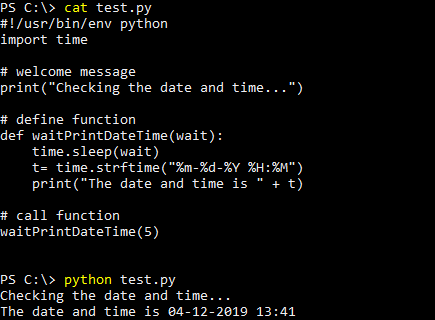 PS C:\> cat test.py
#!/usr/bin/env python
import time

# welcome message
print("Checking the date and time...")

# define function
def waitPrintDateTime(wait):
    time.sleep(wait)
    t= time.strftime("%m-%d-%Y %H:%M")
    print("The date and time is " + t)

# call function
waitPrintDateTime(5)


PS C:\> python test.py
Checking the date and time...
The date and time is 04-12-2019 13:41